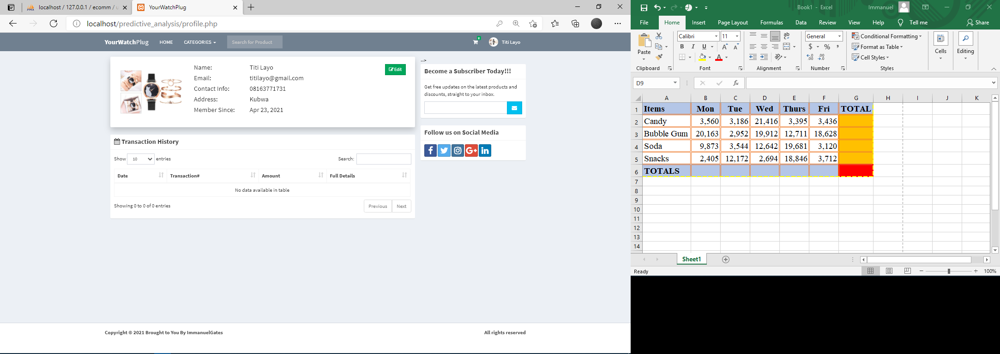 localhost / 127.0.0.1 / ecomm / u
YourWatchPlug
localhost/predictive_analysis/profile.php
YourWatchPlug HOME CATEGORIES Search for Product 2 Titi Layo
Name: Titi Layo
Edit
Email: titilayo@gmail.com
Contact Info: 08163771731
Address: Kubwa
Member Since: Apr 23, 2021
Transaction History
Show 10 entries Search:
Date Transaction# Amount Full Details
No data available in table
Showing 0 to 0 of 0 entries Previous Next
-->
Become a Subscriber Today!!!
Get free updates on the latest products and
discounts, straight to your inbox.
Follow us on Social Media
Copyright © 2021 Brought to You By ImmanuelGates All rights reserved
Book1 - Excel Immanuel
File Home Insert Page Layout Formulas Data Review View Help Tell me Share
Paste
Clipboard
Calibri 11
B I U A A
A
Font
ab
Alignment
General
$ % ,
Number
Conditional Formatting
Format as Table
Cell Styles
Styles
Cells
Editing
D9 fx
A B C D E F G H I J K
1 Items Mon Tue Wed Thurs Fri TOTAL
2 Candy 3,560 3,186 21,416 3,395 3,436
3 Bubble Gum 20,163 2,952 19,912 12,711 18,628
4 Soda 9,873 3,544 12,642 19,681 3,120
5 Snacks 2,405 12,172 2,694 18,846 3,712
6 TOTALS
7
8
9
10
11
12
13
14
Sheet1
Ready 100%